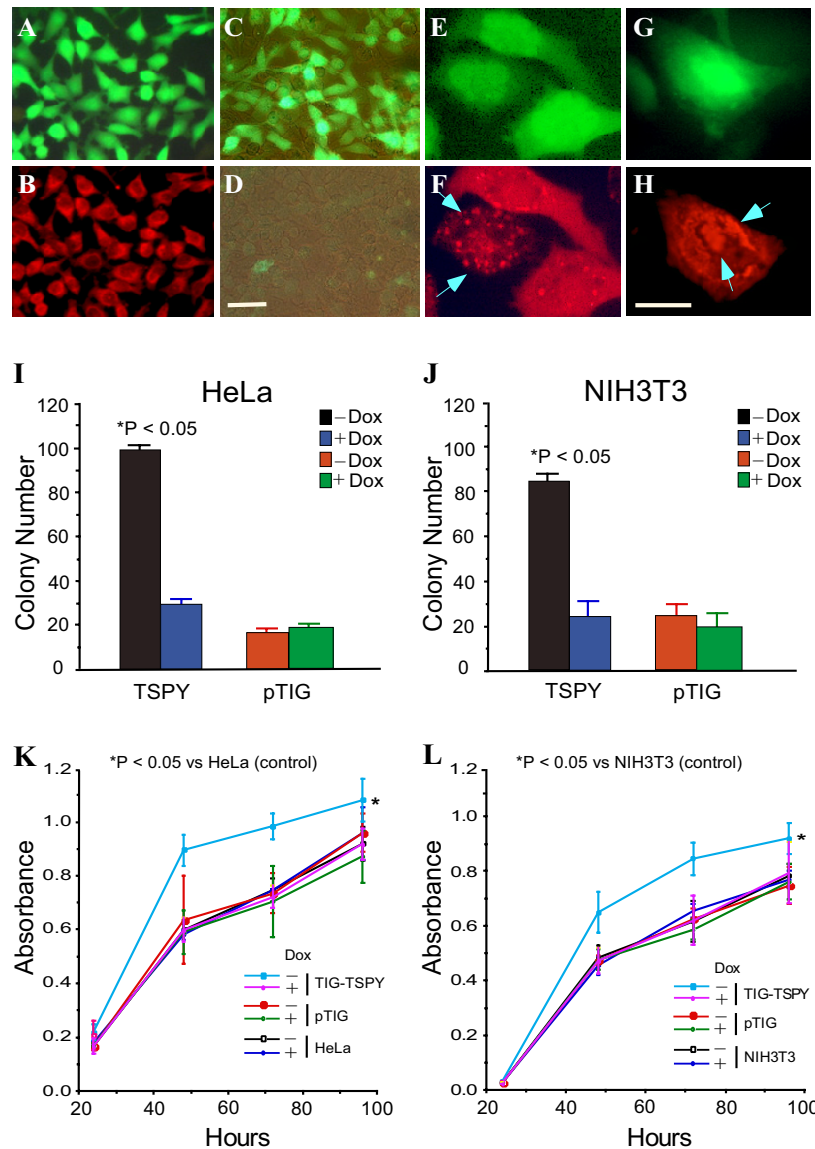 A
C
E
G
B
D
F
H
I
HeLa
120
100
80
60
40
20
0
Colony Number
*P < 0.05
−Dox
+Dox
−Dox
+Dox
TSPY
pTIG
J
NIH3T3
120
100
80
60
40
20
0
Colony Number
*P < 0.05
−Dox
+Dox
−Dox
+Dox
TSPY
pTIG
K
*P < 0.05 vs HeLa (control)
1.2
1.0
0.8
0.6
0.4
0.2
0.0
Absorbance
*
Dox
−
+
TIG-TSPY
−
+
pTIG
−
+
HeLa
20
40
60
80
100
Hours
L
*P < 0.05 vs NIH3T3 (control)
1.2
1.0
0.8
0.6
0.4
0.2
0.0
Absorbance
*
Dox
−
+
TIG-TSPY
−
+
pTIG
−
+
NIH3T3
20
40
60
80
100
Hours